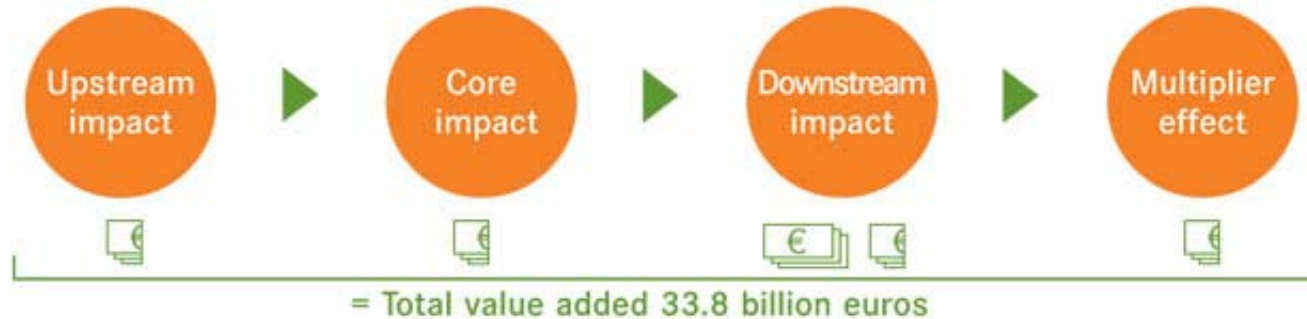 Upstream
impact
Core
impact
Downstream
impact
Multiplier
effect
€
€
€
€
€
= Total value added 33.8 billion euros